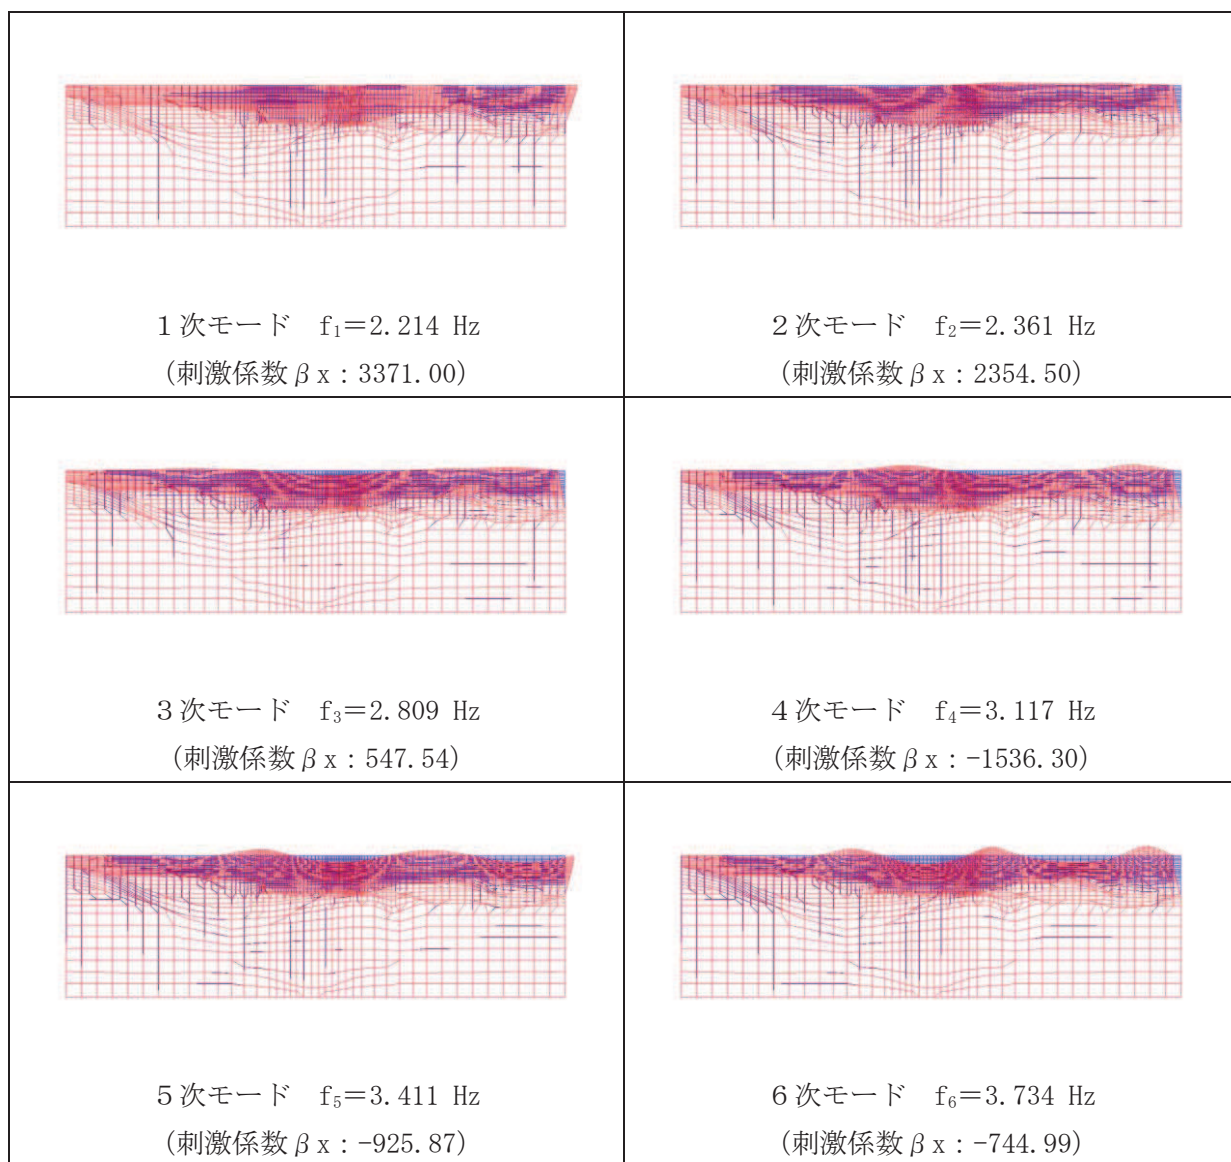 1次モード f₁＝2.214 Hz
(刺激係数βx：3371.00)
2次モード f₂＝2.361 Hz
(刺激係数βx：2354.50)
3次モード f₃＝2.809 Hz
(刺激係数βx：547.54)
4次モード f₄＝3.117 Hz
(刺激係数βx：-1536.30)
5次モード f₅＝3.411 Hz
(刺激係数βx：-925.87)
6次モード f₆＝3.734 Hz
(刺激係数βx：-744.99)